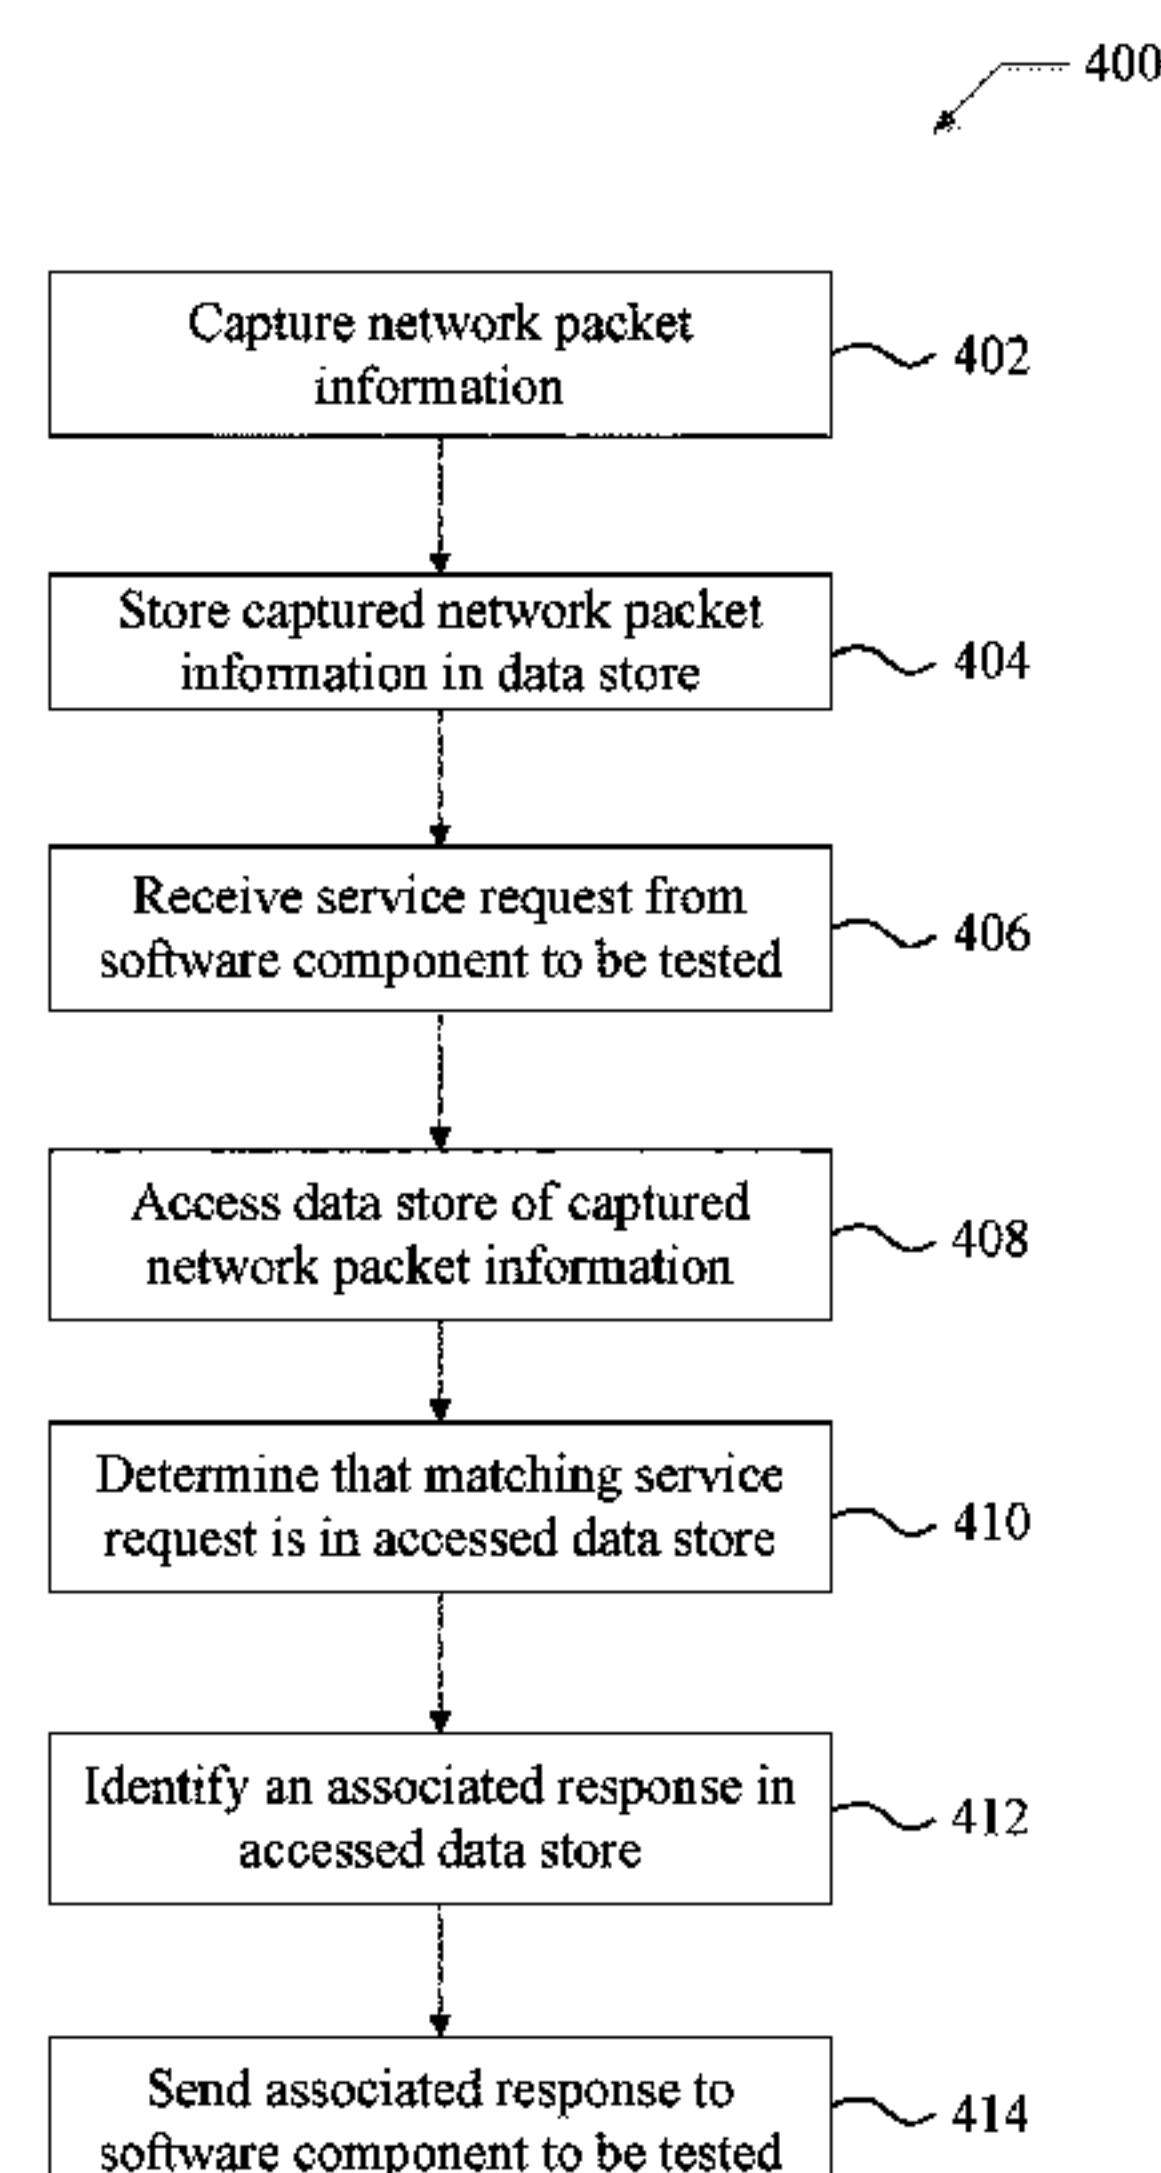 400
Capture network packet
information
402
Store captured network packet
information in data store
404
Receive service request from
software component to be tested
406
Access data store of captured
network packet information
408
Determine that matching service
request is in accessed data store
410
Identify an associated response in
accessed data store
412
Send associated response to
software component to be tested
414